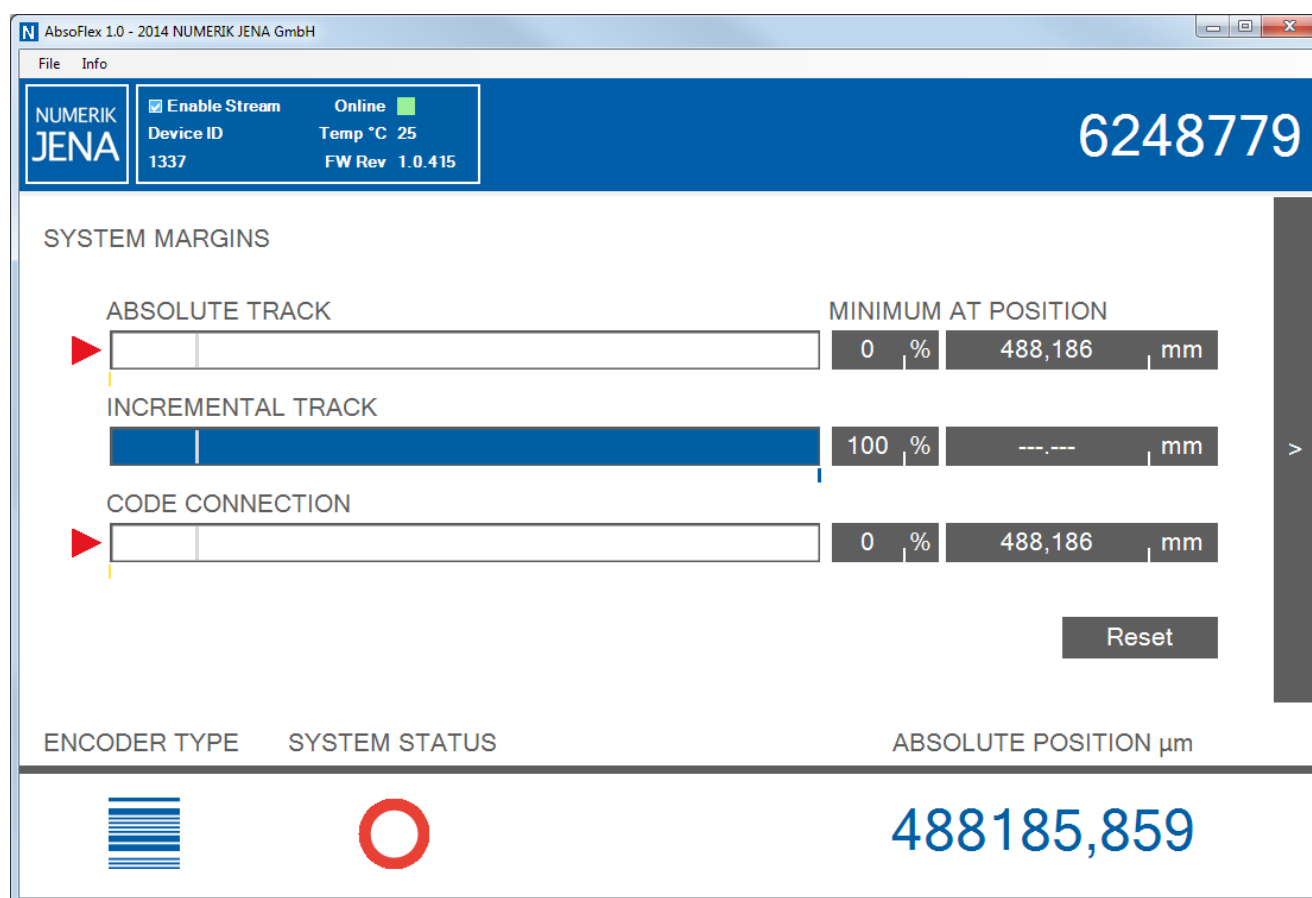 N AbsoFlex 1.0 - 2014 NUMERIK JENA GmbH
File Info
NUMERIK
JENA
Enable Stream Online
Device ID Temp °C 25
1337 FW Rev 1.0.415
6248779
SYSTEM MARGINS
ABSOLUTE TRACK MINIMUM AT POSITION
0 % 488,186 mm
INCREMENTAL TRACK
100 % ---.--- mm
>
CODE CONNECTION
0 % 488,186 mm
Reset
ENCODER TYPE SYSTEM STATUS ABSOLUTE POSITION µm
488185,859